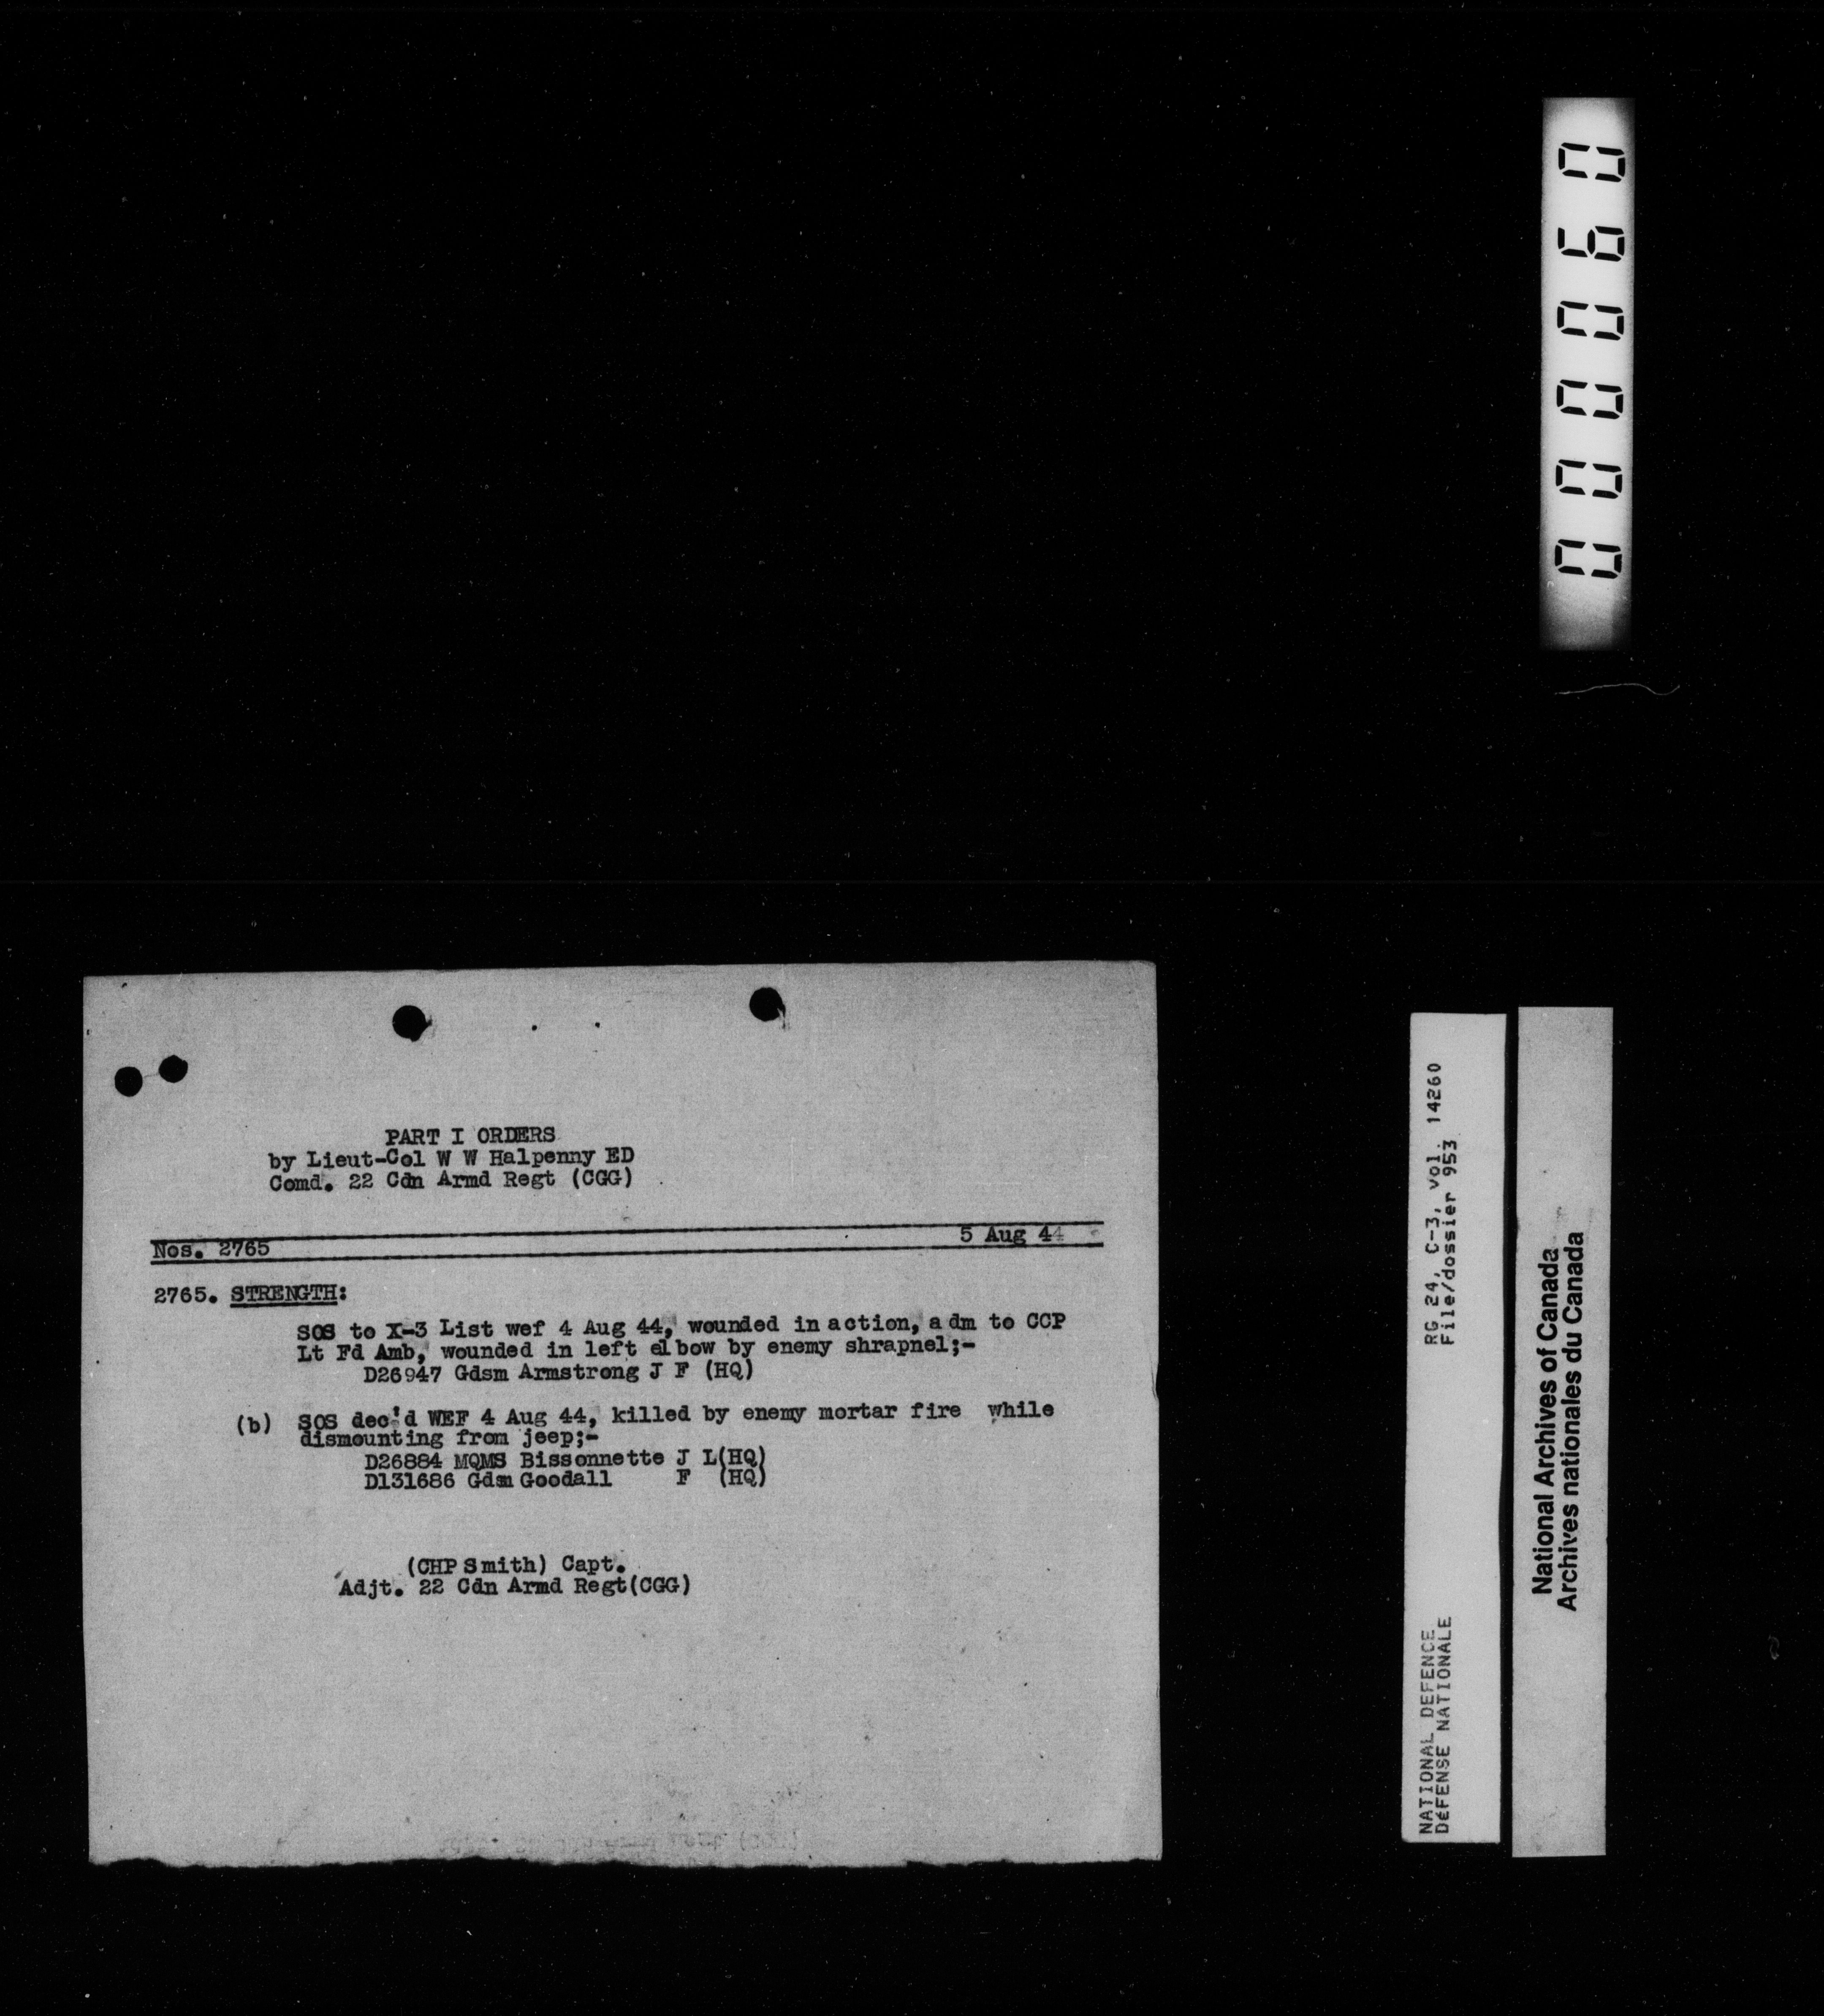 000060
PART I ORDERS
by Lieut-Col W W Halpenny ED
Comd. 22 Cdn Armd Regt (CGG)
Nos. 2765 5 Aug 44
2765. STRENGTH:
SOS to X-3 List wef 4 Aug 44, wounded in action, a dm to CCP
Lt Fd Amb, wounded in left elbow by enemy shrapnel;-
D26947 Gdsm Armstrong J F (HQ)
(b) SOS dec'd WEF 4 Aug 44, killed by enemy mortar fire while
dismounting from jeep;-
D26884 MQMS Bissonnette J L(HQ)
D131686 Gdsm Goodall F (HQ)
(CHP Smith) Capt.
Adjt. 22 Cdn Armd Regt(CGG)
NATIONAL DEFENCE RG 24, C-3, vol. 14260
DéFENSE NATIONALE File/dossier 953
National Archives of Canada
Archives nationales du Canada